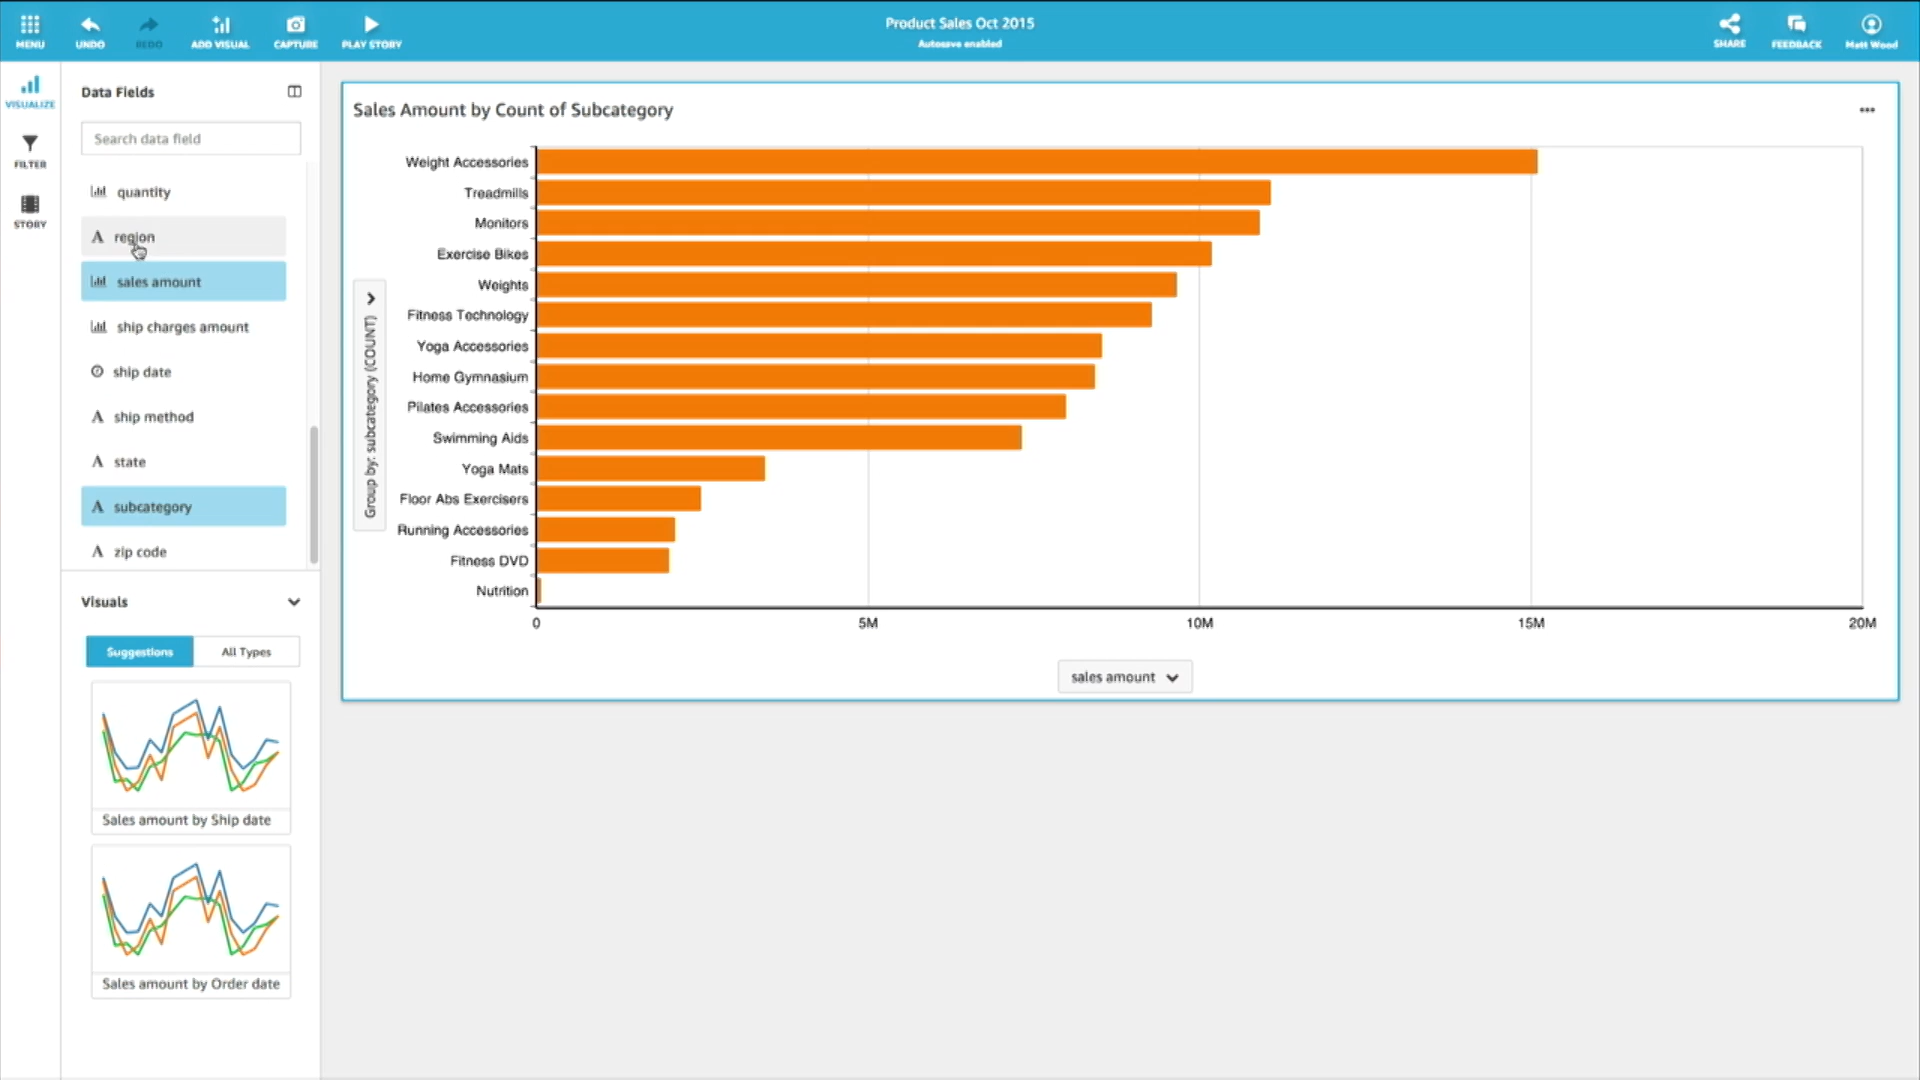 MENU
UNDO
REDO
ADD VISUAL
CAPTURE
PLAY STORY
Product Sales Oct 2015
Autosave enabled
SHARE
FEEDBACK
Matt Wood
VISUALIZE
FILTER
STORY
Data Fields
Search data field
quantity
region
sales amount
ship charges amount
ship date
ship method
state
subcategory
zip code
Visuals
Suggestions
All Types
Sales amount by Ship date
Sales amount by Order date
Sales Amount by Count of Subcategory
Group by: subcategory (COUNT)
Weight Accessories
Treadmills
Monitors
Exercise Bikes
Weights
Fitness Technology
Yoga Accessories
Home Gymnasium
Pilates Accessories
Swimming Aids
Yoga Mats
Floor Abs Exercisers
Running Accessories
Fitness DVD
Nutrition
0 5M 10M 15M 20M
sales amount